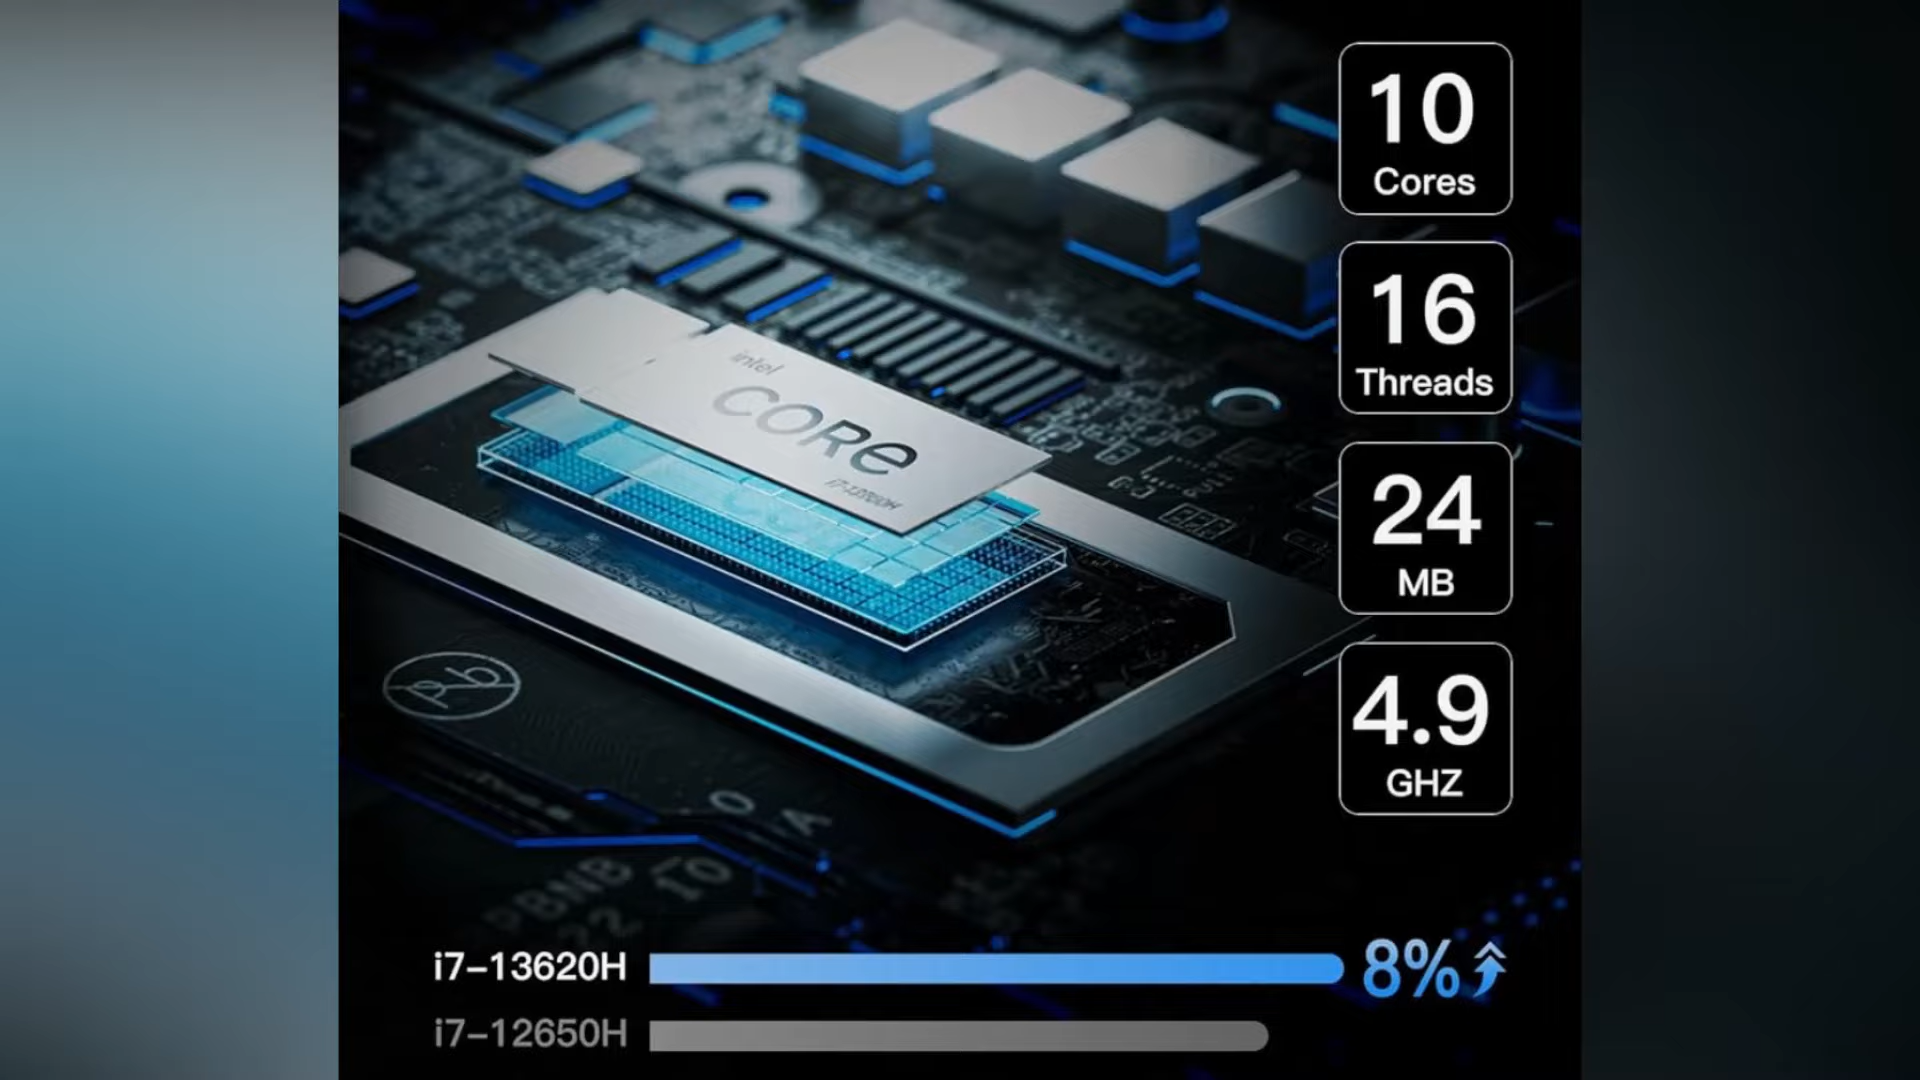 10
Cores
16
Threads
24
MB
4.9
GHZ
intel
CORE
i7-13620H 8%
i7-12650H